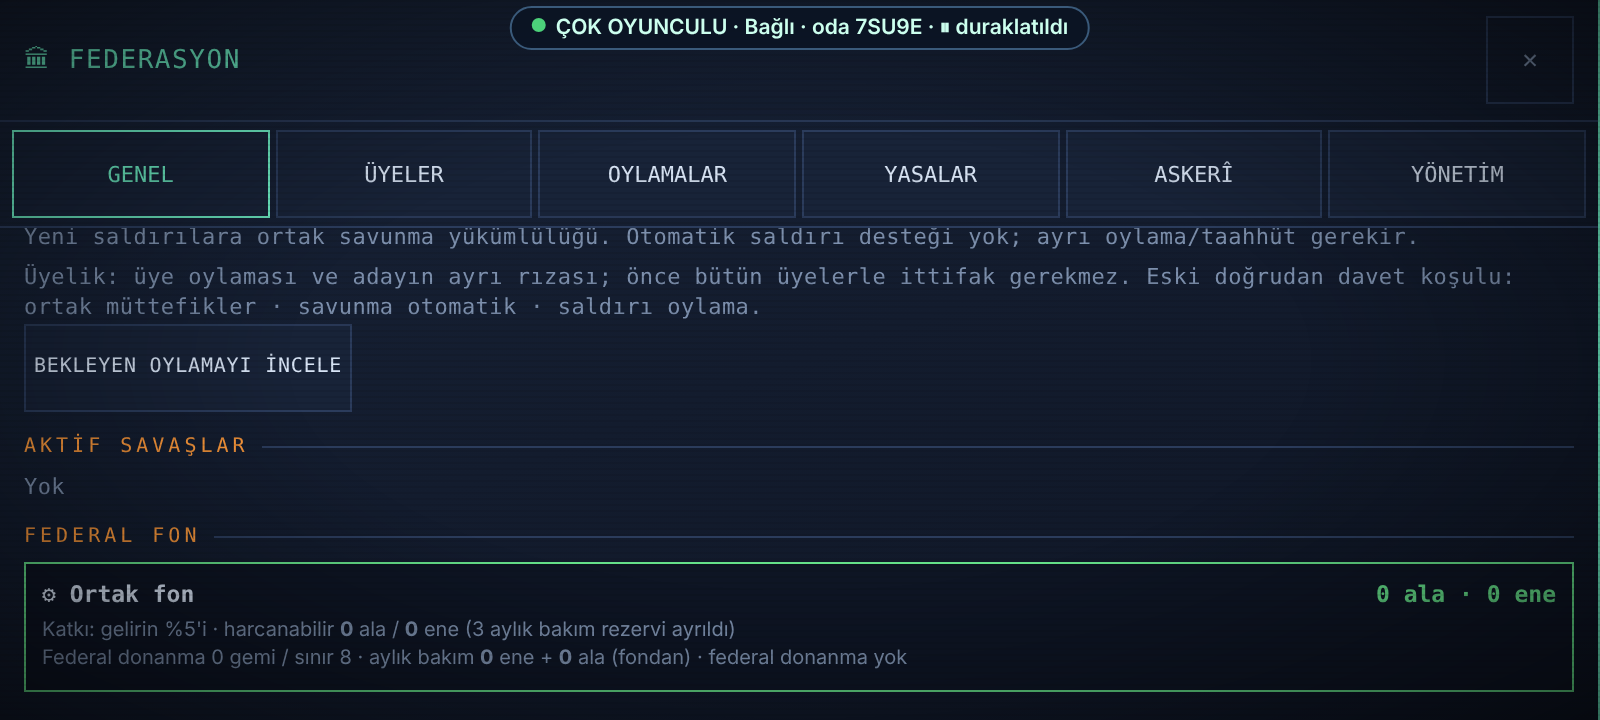 ÇOK OYUNCULU · Bağlı · oda 7SU9E · ⏸ duraklatıldı
🏛 FEDERASYON
×
GENEL
ÜYELER
OYLAMALAR
YASALAR
ASKERÎ
YÖNETİM
Yeni saldırılara ortak savunma yükümlülüğü. Otomatik saldırı desteği yok; ayrı oylama/taahhüt gerekir.
Üyelik: üye oylaması ve adayın ayrı rızası; önce bütün üyelerle ittifak gerekmez. Eski doğrudan davet koşulu:
ortak müttefikler · savunma otomatik · saldırı oylama.
BEKLEYEN OYLAMAYI İNCELE
AKTİF SAVAŞLAR
Yok
FEDERAL FON
⚙ Ortak fon
0 ala · 0 ene
Katkı: gelirin %5'i · harcanabilir 0 ala / 0 ene (3 aylık bakım rezervi ayrıldı)
Federal donanma 0 gemi / sınır 8 · aylık bakım 0 ene + 0 ala (fondan) · federal donanma yok